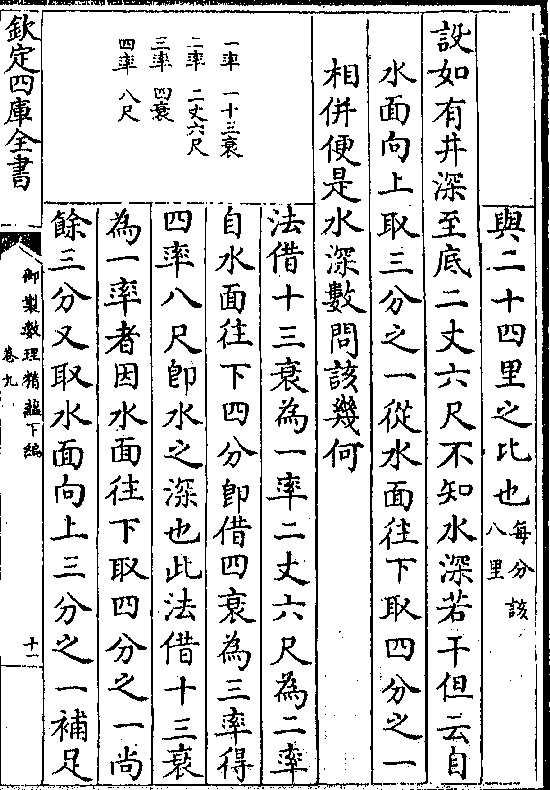 與二十四里之比也每分該八里
設如有井深至底二丈六尺不知水深若干但云自
水面向上取三分之一從水面往下取四分之一
相併便是水深數問該幾何
法借十三衰為一率二丈六尺為二率
自水面往下四分即借四衰為三率得
四率八尺即水之深也此法借十三衰
為一率者因水面往下取四分之一尚
餘三分又取水面向上三分之一補足
一率 一十三衰
二率 二丈六尺
三率 四衰
四率 八尺
欽定四庫全書
御製數理精蘊下編
卷九
十一